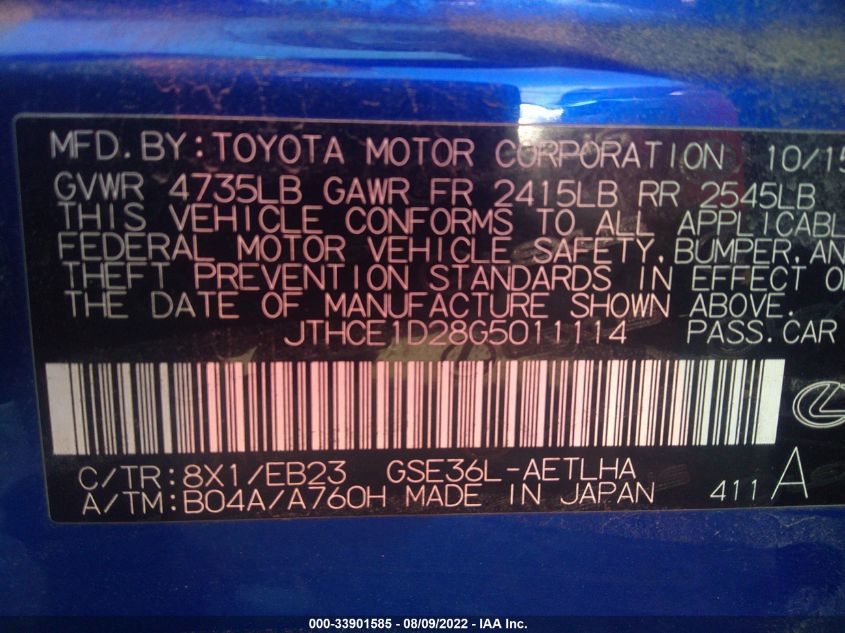 MFD.BY:TOYOTA MOTOR CORPORATION 10/15
GVWR 4735LB GAWR FR 2415LB RR 2545LB
THIS VEHICLE CONFORMS TO ALL APPLICABL
FEDERAL MOTOR VEHICLE SAFETY,BUMPER,AN
THEFT PREVENTION STANDARDS IN EFFECT O
THE DATE OF MANUFACTURE SHOWN ABOVE.
JTHCE1D28G5011114 PASS.CAR
C/TR:8X1/EB23 GSE36L-AETLHA
A/TM:B04A/A760H MADE IN JAPAN 411A
000-33901585 - 08/09/2022 - IAA Inc.